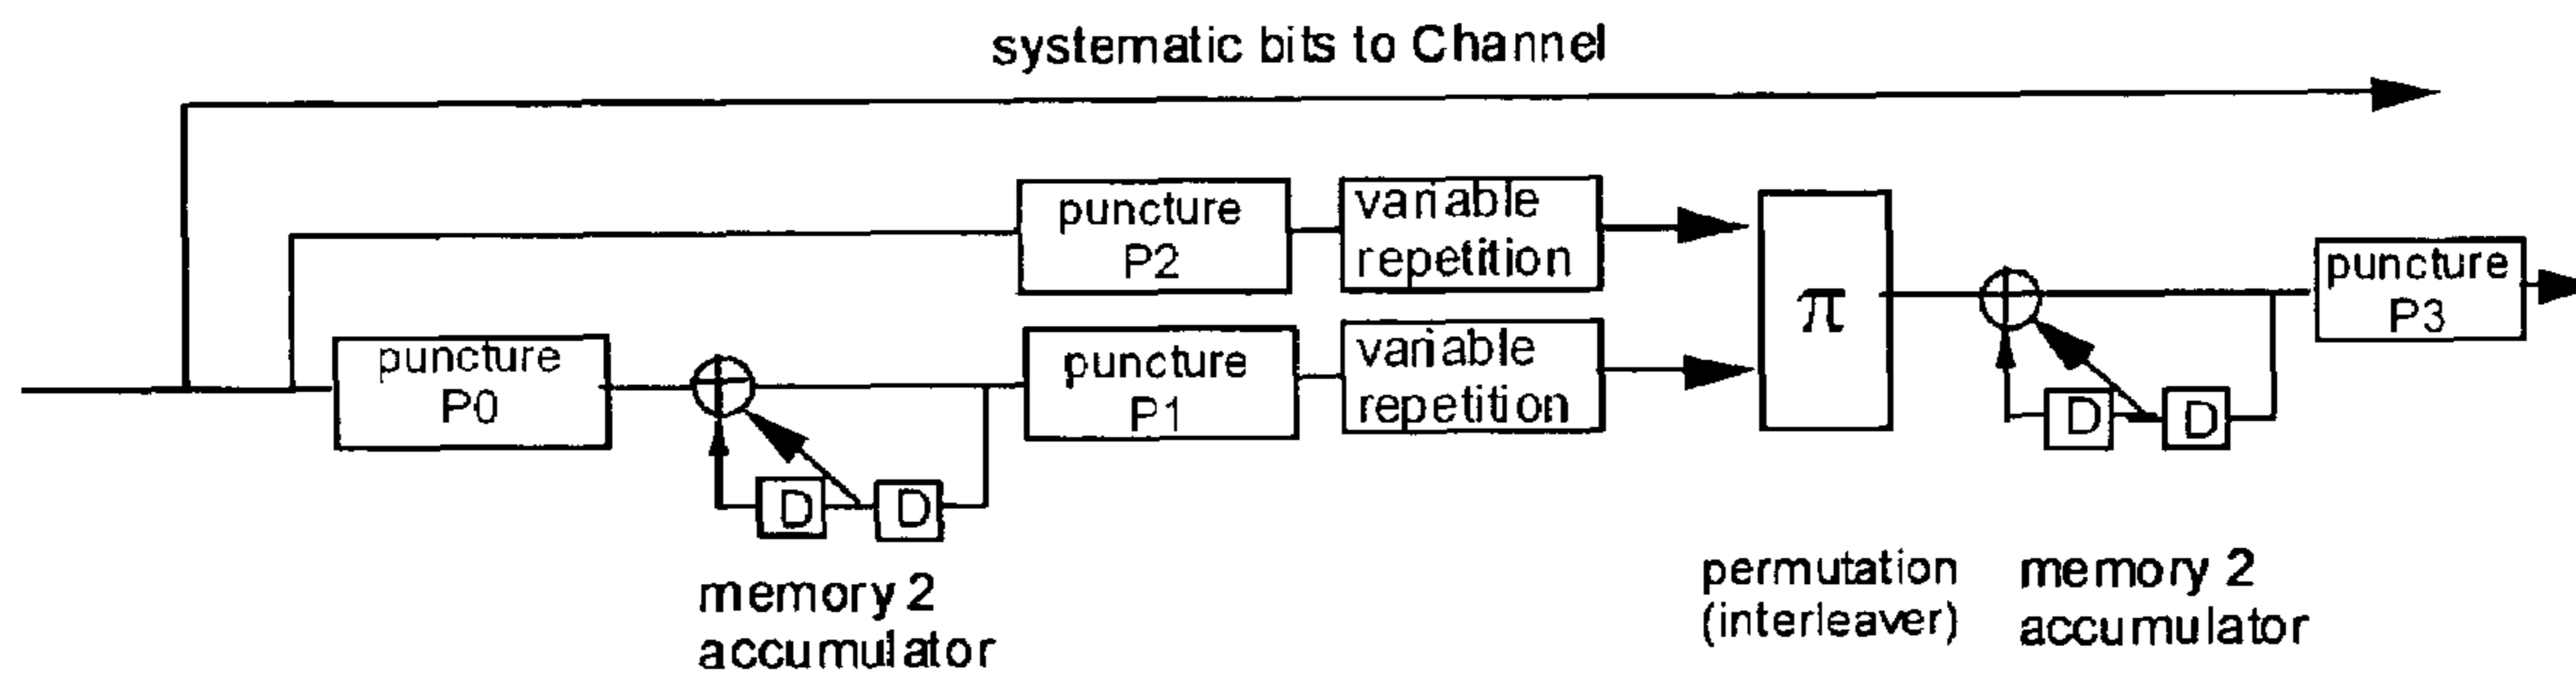 systematic bits to Channel
puncture
P2
variable
repetition
puncture
P0
puncture
P1
variable
repetition
π
puncture
P3
D
D
D
D
memory 2
accumulator
permutation
(interleaver)
memory 2
accumulator